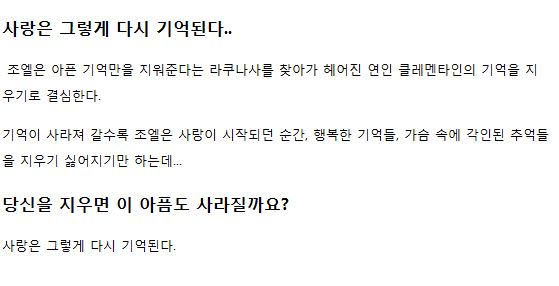 사랑은 그렇게 다시 기억된다..
조엘은 아픈 기억만을 지워준다는 라쿠나사를 찾아가 헤어진 연인 클레멘타인의 기억을 지
우기로 결심한다.
기억이 사라져 갈수록 조엘은 사랑이 시작되던 순간, 행복한 기억들, 가슴 속에 각인된 추억들
을 지우기 싫어지기만 하는데...
당신을 지우면 이 아픔도 사라질까요?
사랑은 그렇게 다시 기억된다.